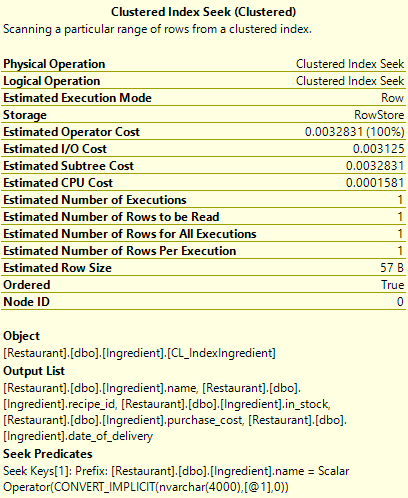 Clustered Index Seek (Clustered)
Scanning a particular range of rows from a clustered index.
Physical Operation Clustered Index Seek
Logical Operation Clustered Index Seek
Estimated Execution Mode Row
Storage RowStore
Estimated Operator Cost 0.0032831 (100%)
Estimated I/O Cost 0.003125
Estimated Subtree Cost 0.0032831
Estimated CPU Cost 0.0001581
Estimated Number of Executions 1
Estimated Number of Rows to be Read 1
Estimated Number of Rows for All Executions 1
Estimated Number of Rows Per Execution 1
Estimated Row Size 57 B
Ordered True
Node ID 0
Object
[Restaurant].[dbo].[Ingredient].[CL_IndexIngredient]
Output List
[Restaurant].[dbo].[Ingredient].name, [Restaurant].[dbo].
[Ingredient].recipe_id, [Restaurant].[dbo].[Ingredient].in_stock,
[Restaurant].[dbo].[Ingredient].purchase_cost, [Restaurant].[dbo].
[Ingredient].date_of_delivery
Seek Predicates
Seek Keys[1]: Prefix: [Restaurant].[dbo].[Ingredient].name = Scalar
Operator(CONVERT_IMPLICIT(nvarchar(4000),[@1],0))